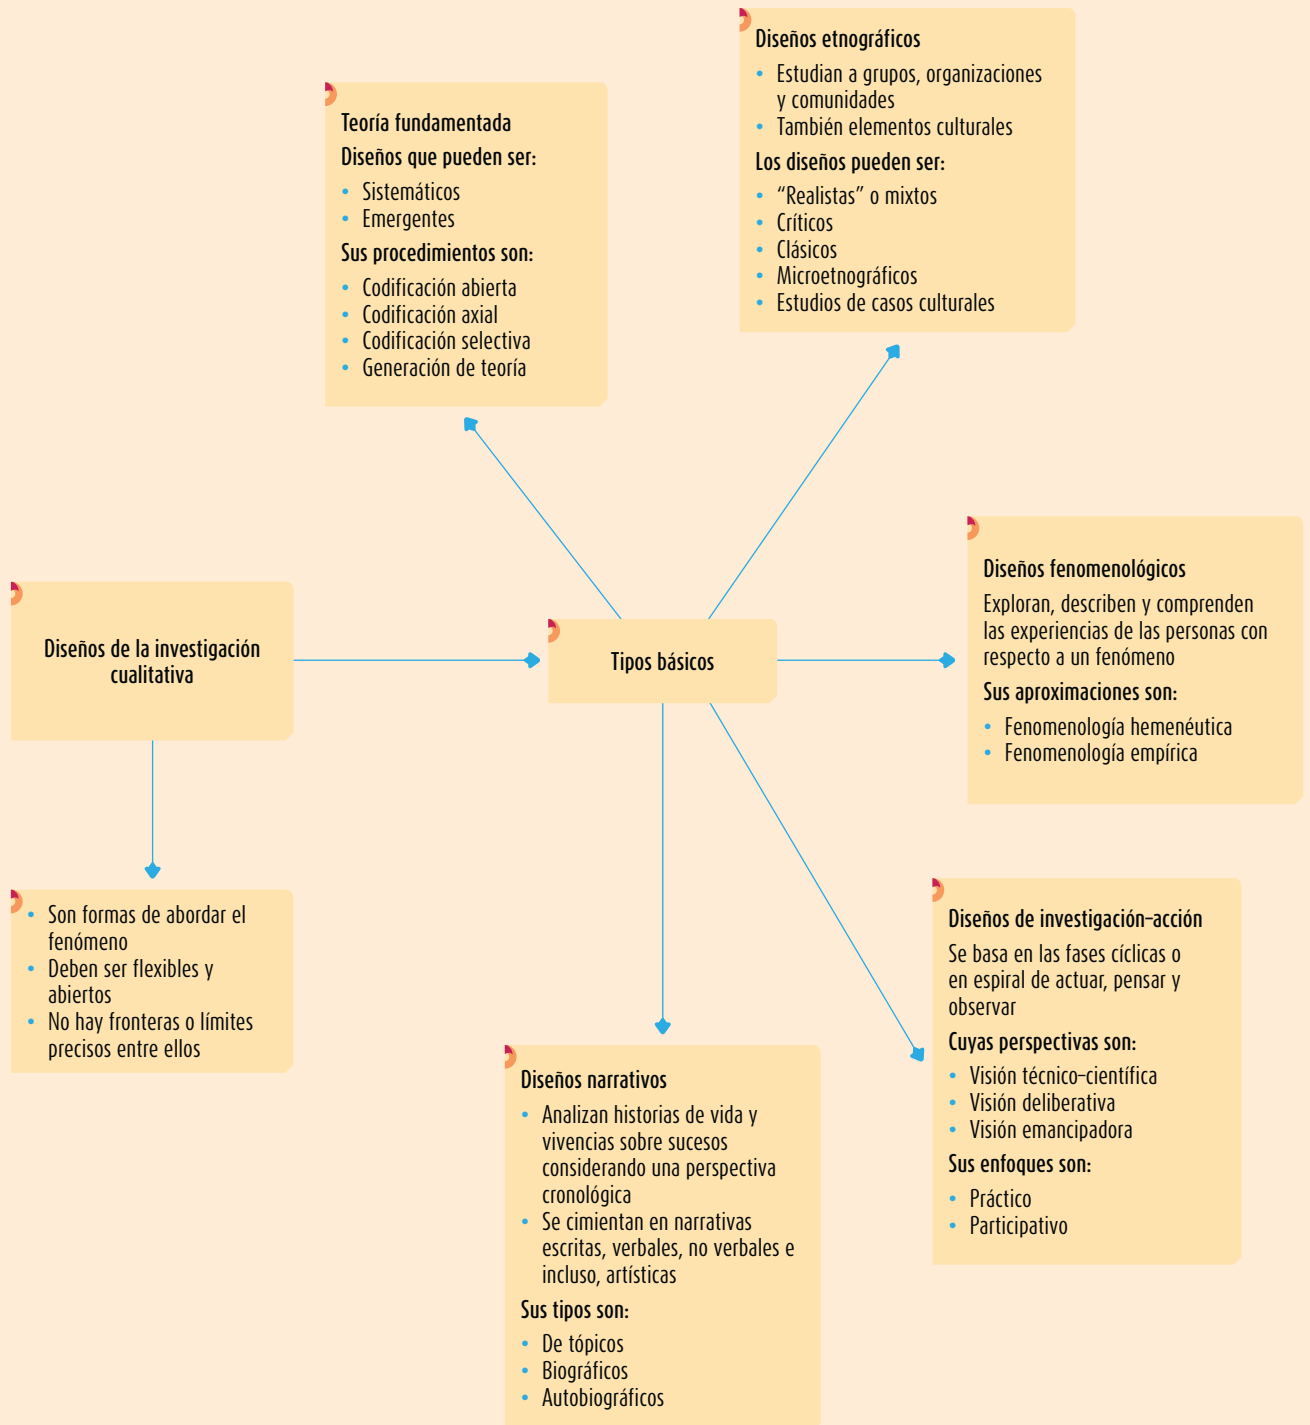 Diseños etnográficos
• Estudian a grupos, organizaciones
y comunidades
• También elementos culturales
Los diseños pueden ser:
• “Realistas” o mixtos
• Críticos
• Clásicos
• Microetnográficos
• Estudios de casos culturales
Teoría fundamentada
Diseños que pueden ser:
• Sistemáticos
• Emergentes
Sus procedimientos son:
• Codificación abierta
• Codificación axial
• Codificación selectiva
• Generación de teoría
Diseños de la investigación
cualitativa
Tipos básicos
Diseños fenomenológicos
Exploran, describen y comprenden
las experiencias de las personas con
respecto a un fenómeno
Sus aproximaciones son:
• Fenomenología hemenéutica
• Fenomenología empírica
• Son formas de abordar el
fenómeno
• Deben ser flexibles y
abiertos
• No hay fronteras o límites
precisos entre ellos
Diseños de investigación-acción
Se basa en las fases cíclicas o
en espiral de actuar, pensar y
observar
Cuyas perspectivas son:
• Visión técnico-científica
• Visión deliberativa
• Visión emancipadora
Sus enfoques son:
• Práctico
• Participativo
Diseños narrativos
• Analizan historias de vida y
vivencias sobre sucesos
considerando una perspectiva
cronológica
• Se cimientan en narrativas
escritas, verbales, no verbales e
incluso, artísticas
Sus tipos son:
• De tópicos
• Biográficos
• Autobiográficos